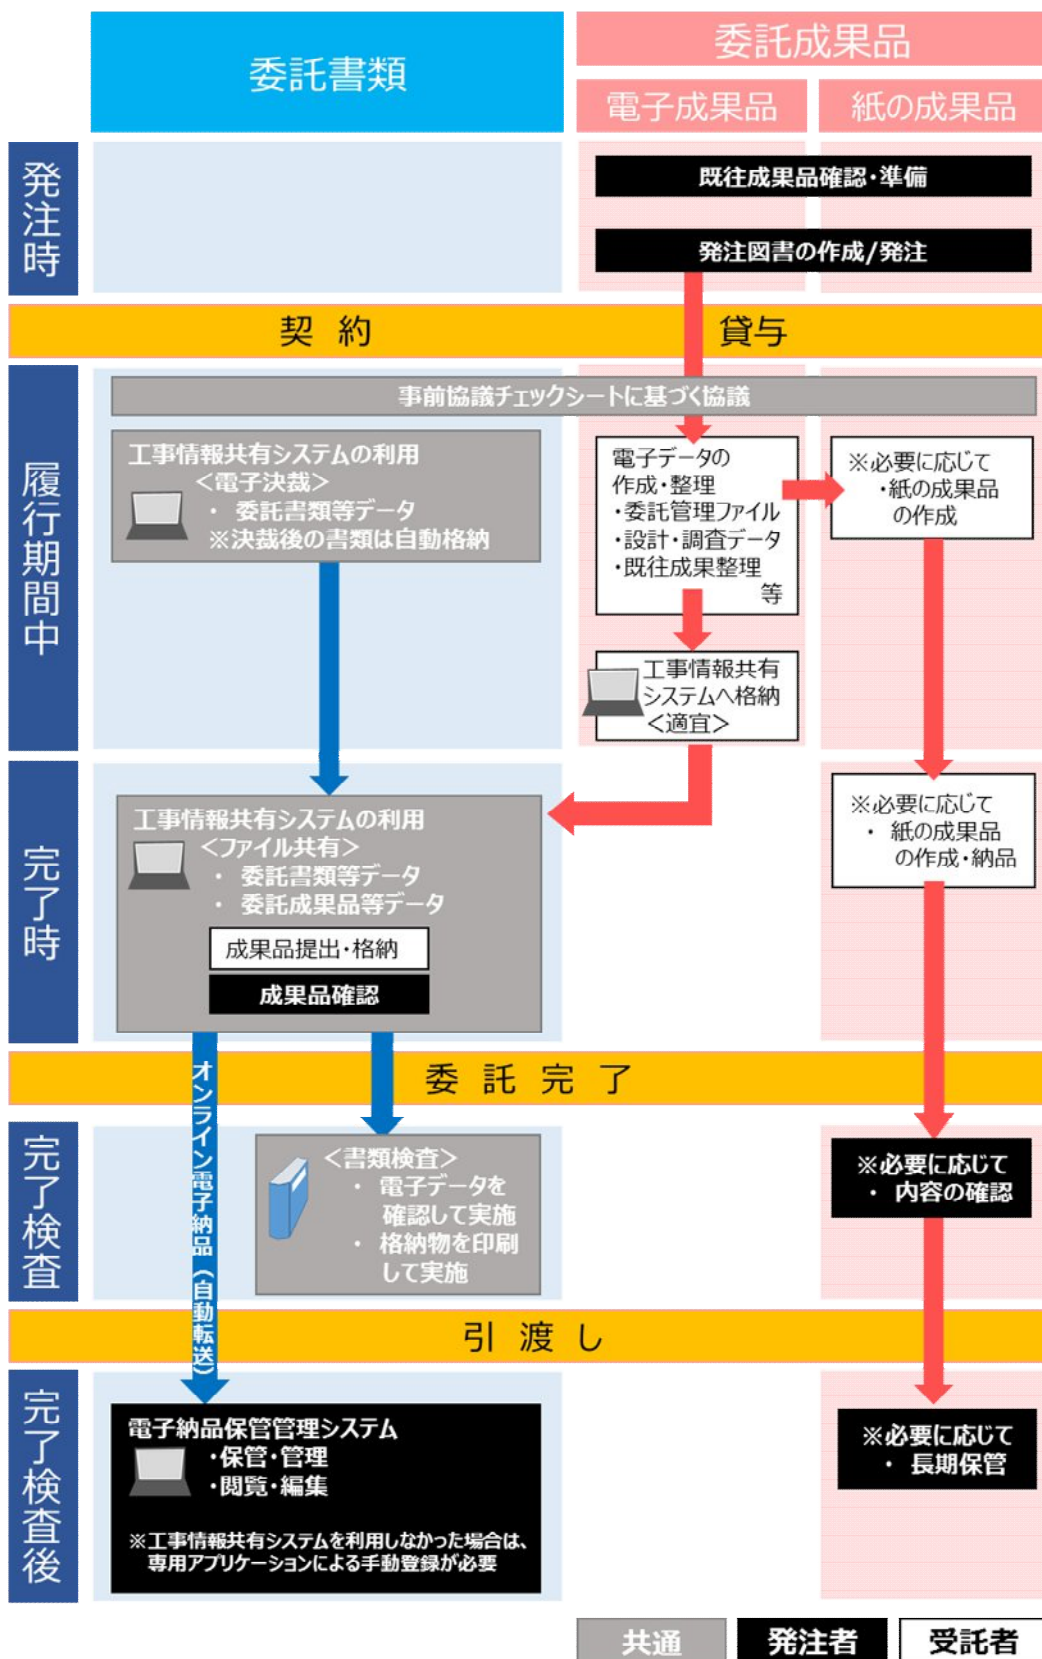 委託書類
委託成果品
電子成果品
紙の成果品
発注時
既往成果品確認・準備
発注図書の作成/発注
契 約
貸与
履行期間中
事前協議チェックシートに基づく協議
工事情報共有システムの利用
＜電子決裁＞
・ 委託書類等データ
※決裁後の書類は自動格納
電子データの
作成・整理
・委託管理ファイル
・設計・調査データ
・既往成果整理
等
※必要に応じて
・紙の成果品
の作成
工事情報共有
システムへ格納
＜適宜＞
完了時
工事情報共有システムの利用
＜ファイル共有＞
・ 委託書類等データ
・ 委託成果品等データ
成果品提出・格納
成果品確認
※必要に応じて
・ 紙の成果品
の作成・納品
委 託 完 了
オンライン電子納品（自動転送）
完了検査
＜書類検査＞
・ 電子データを
確認して実施
・ 格納物を印刷
して実施
※必要に応じて
・ 内容の確認
引 渡 し
完了検査後
電子納品保管管理システム
・保管・管理
・閲覧・編集
※工事情報共有システムを利用しなかった場合は、
専用アプリケーションによる手動登録が必要
※必要に応じて
・ 長期保管
共通
発注者
受託者